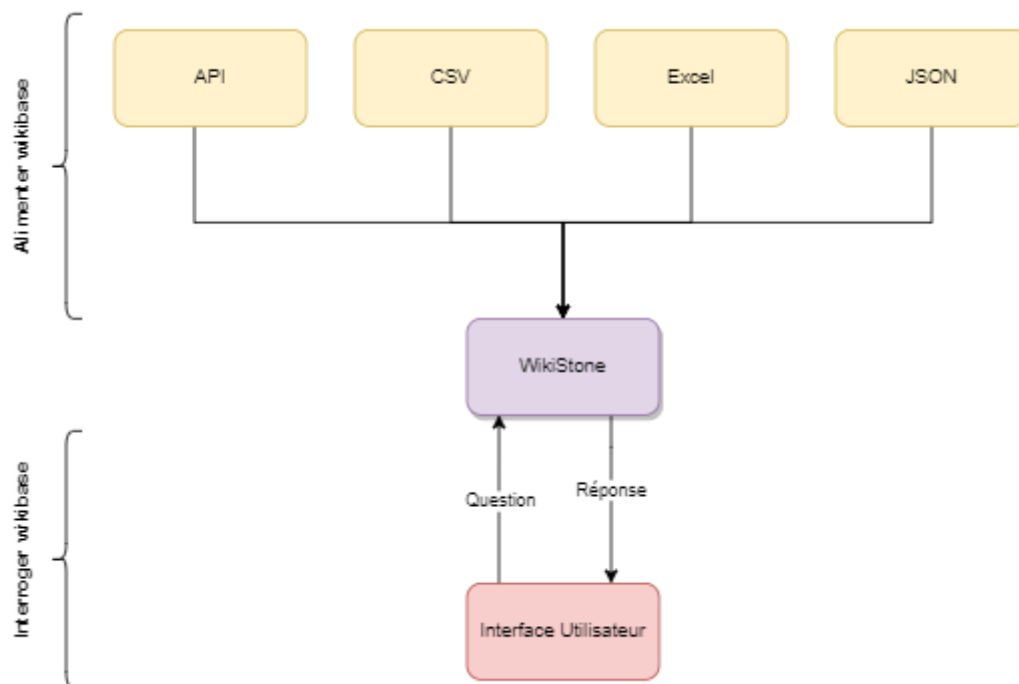 API
CSV
Excel
JSON
Alimenter wikibase
WikiStone
Interroger wikibase
Question
Réponse
Interface Utilisateur